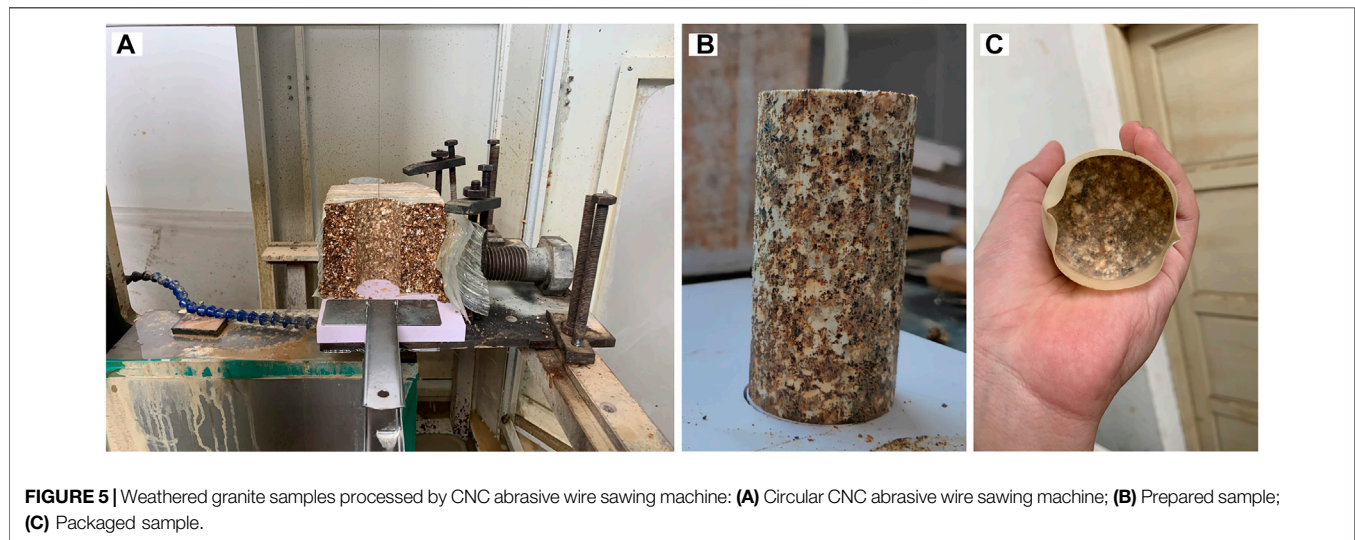 A
B
C
FIGURE 5 | Weathered granite samples processed by CNC abrasive wire sawing machine: (A) Circular CNC abrasive wire sawing machine; (B) Prepared sample;
(C) Packaged sample.